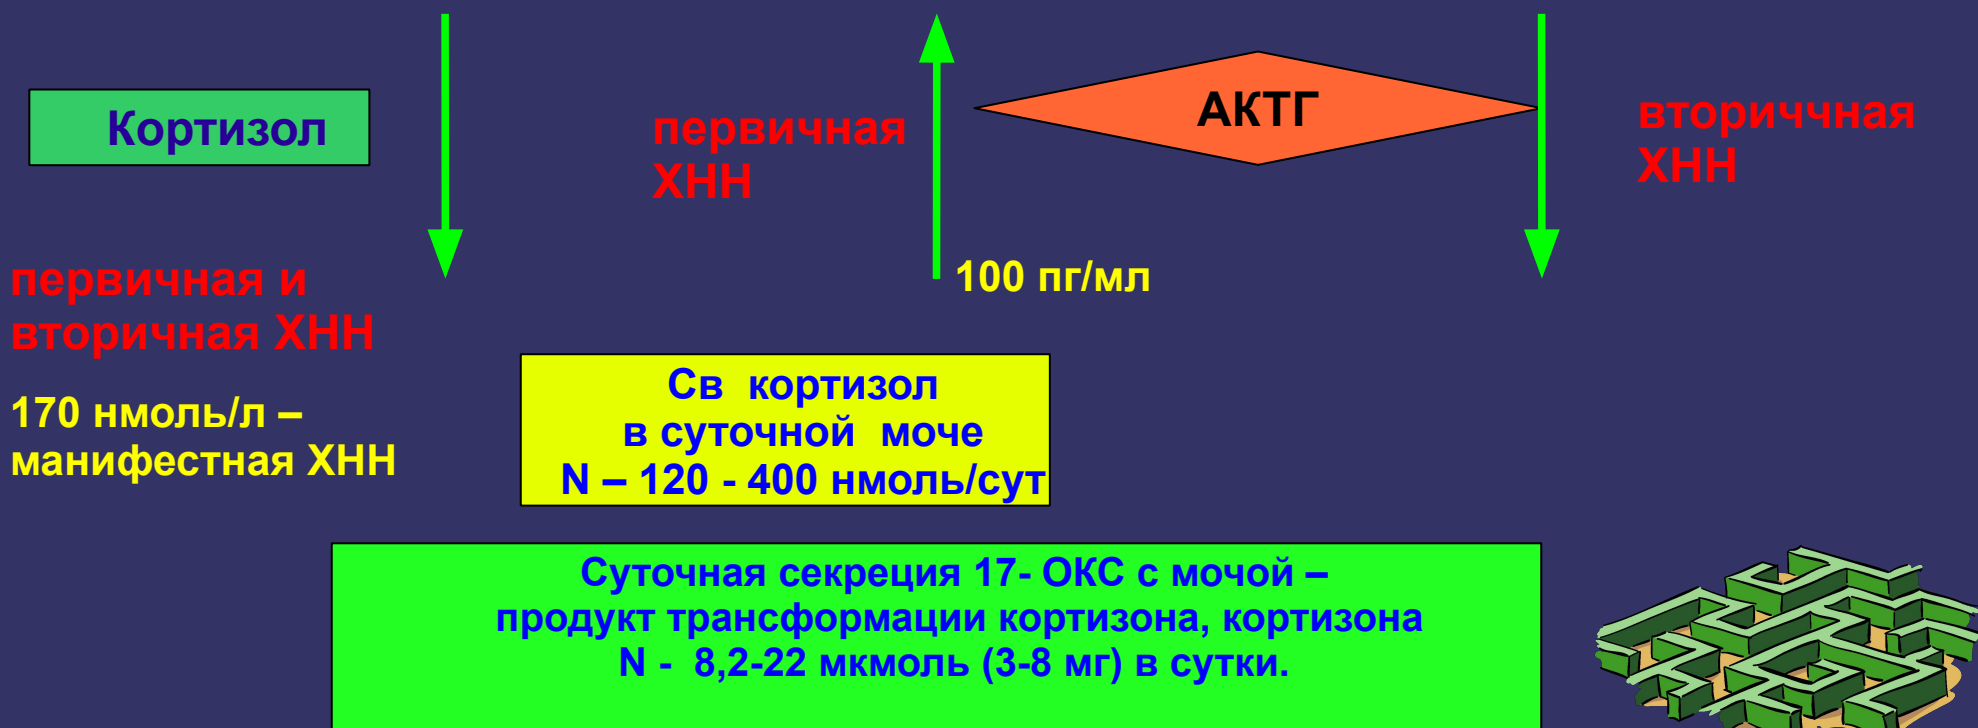 Кортизол
первичная и
вторичная ХНН
170 нмоль/л –
манифестная ХНН
первичная
ХНН
АКТГ
100 пг/мл
вториччная
ХНН
Св кортизол
в суточной моче
N – 120 - 400 нмоль/сут
Суточная секреция 17- ОКС с мочой –
продукт трансформации кортизона, кортизона
N - 8,2-22 мкмоль (3-8 мг) в сутки.